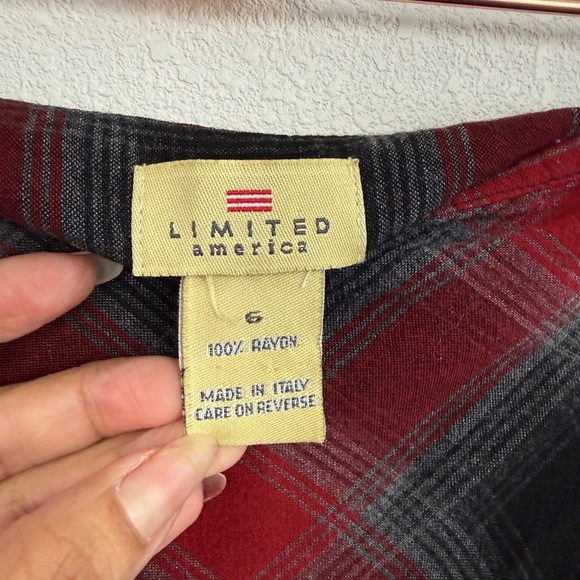 LIMITED
america
6
100% RAYON
MADE IN ITALY
CARE ON REVERSE